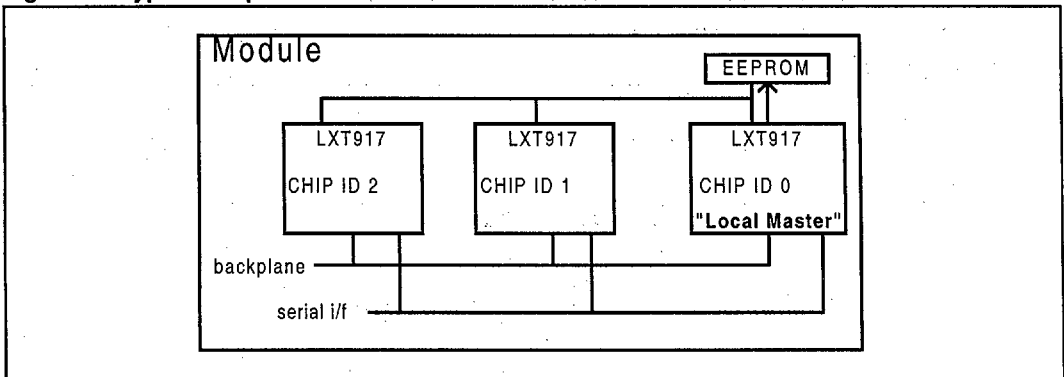 Module
EEPROM
LXT917
LXT917
LXT917
CHIP ID 2
CHIP ID 1
CHIP ID 0
"Local Master"
backplane
serial i/f